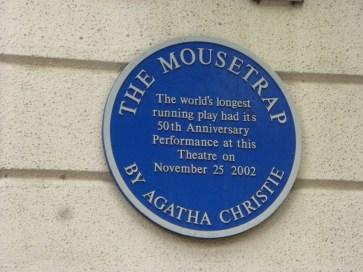 THE MOUSETRAP
The world's longest
running play had its
50th Anniversary
Performance at this
Theatre on
November 25 2002
BY AGATHA CHRISTIE